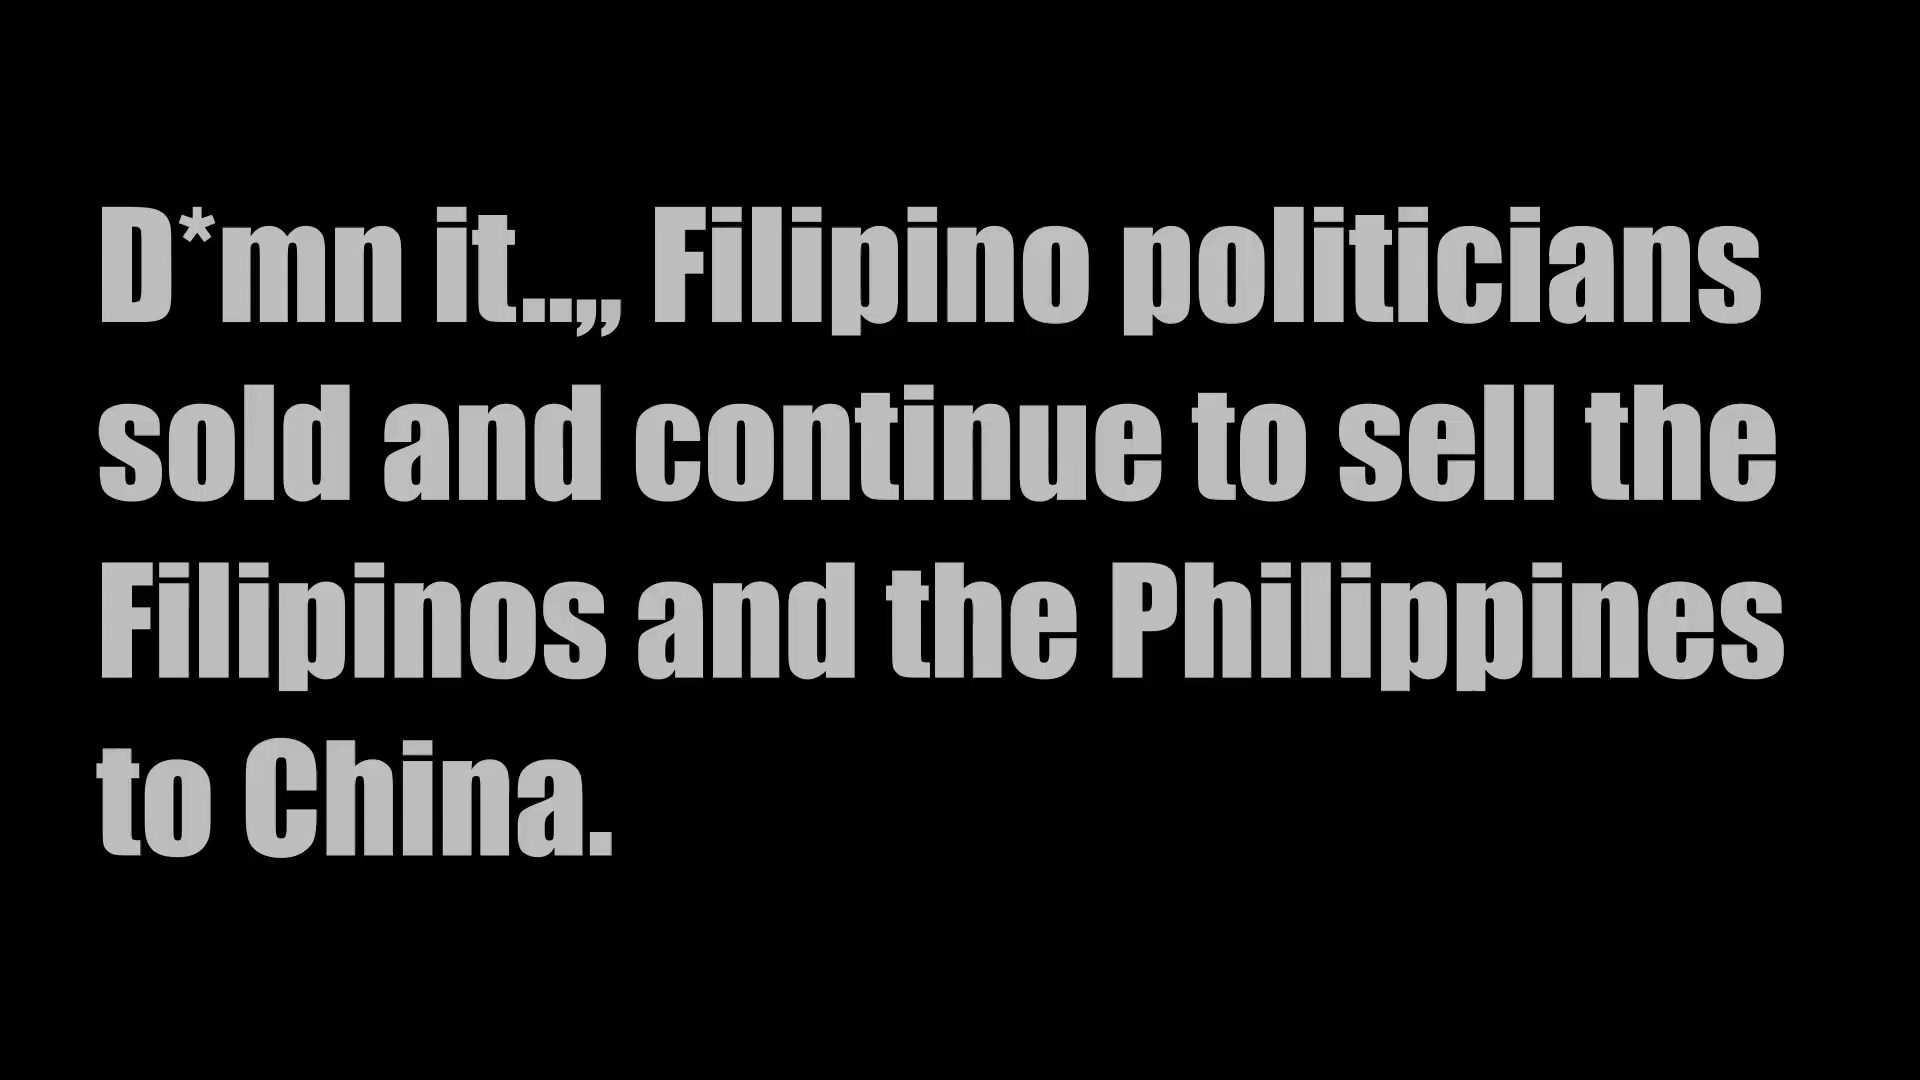 D*mn it..,, Filipino politicians
sold and continue to sell the
Filipinos and the Philippines
to China.